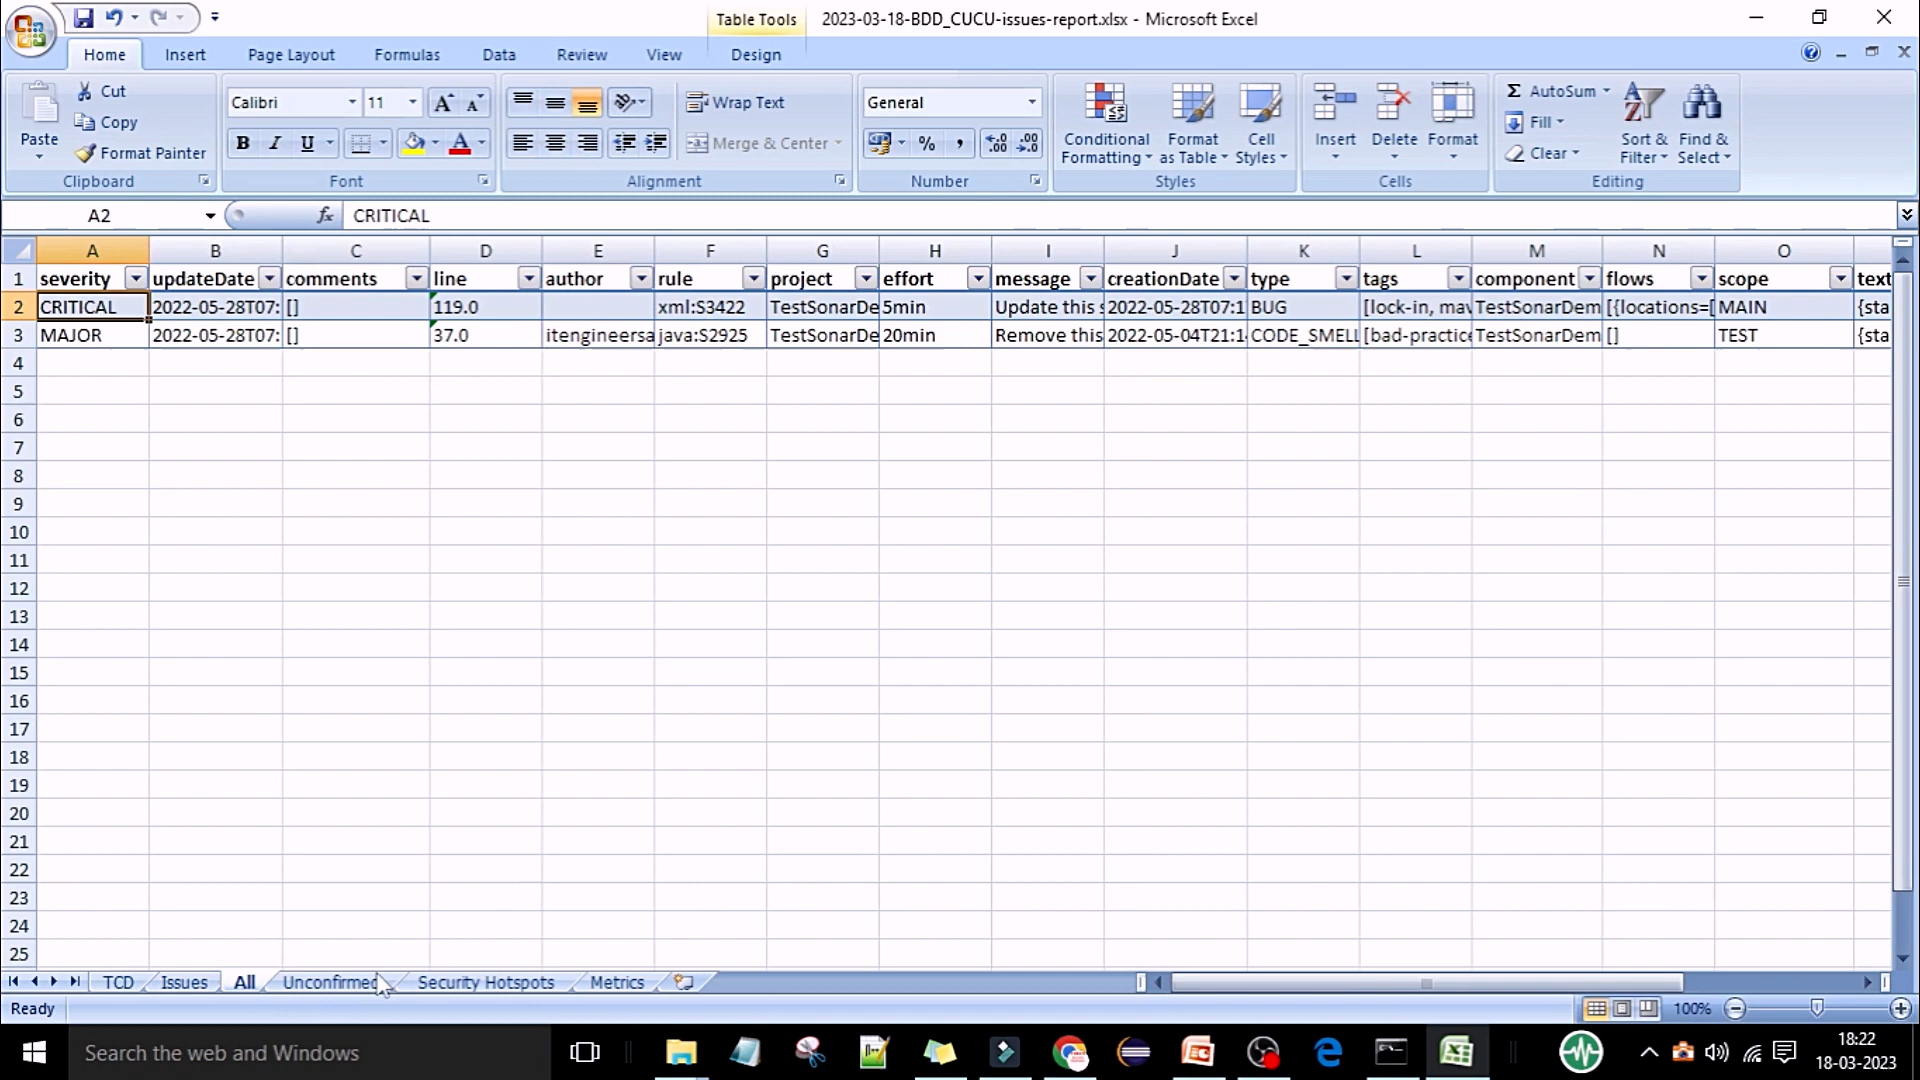 Table Tools
2023-03-18-BDD_CUCU-issues-report.xlsx - Microsoft Excel
Home Insert Page Layout Formulas Data Review View Design
Paste
Cut
Copy
Format Painter
Clipboard
Calibri 11
B I U
Font
Wrap Text
Merge & Center
Alignment
General
%
Number
Conditional Formatting
Format as Table
Cell Styles
Styles
Insert Delete Format
Cells
Σ AutoSum
Fill
Clear
Sort & Filter
Find & Select
Editing
A2 fx CRITICAL
A B C D E F G H I J K L M N O
1 severity updateDate comments line author rule project effort message creationDate type tags component flows scope text
2 CRITICAL 2022-05-28T07: [] 119.0 xml:S3422 TestSonarDe 5min Update this s 2022-05-28T07:1 BUG [lock-in, mav TestSonarDem [{locations=[ MAIN {sta
3 MAJOR 2022-05-28T07: [] 37.0 itengineersa java:S2925 TestSonarDe 20min Remove this 2022-05-04T21:14 CODE_SMELL [bad-practice TestSonarDem [] TEST {sta
4
5
6
7
8
9
10
11
12
13
14
15
16
17
18
19
20
21
22
23
24
25
TCD Issues All Unconfirmed Security Hotspots Metrics
Ready 100%
Search the web and Windows
18:22
18-03-2023